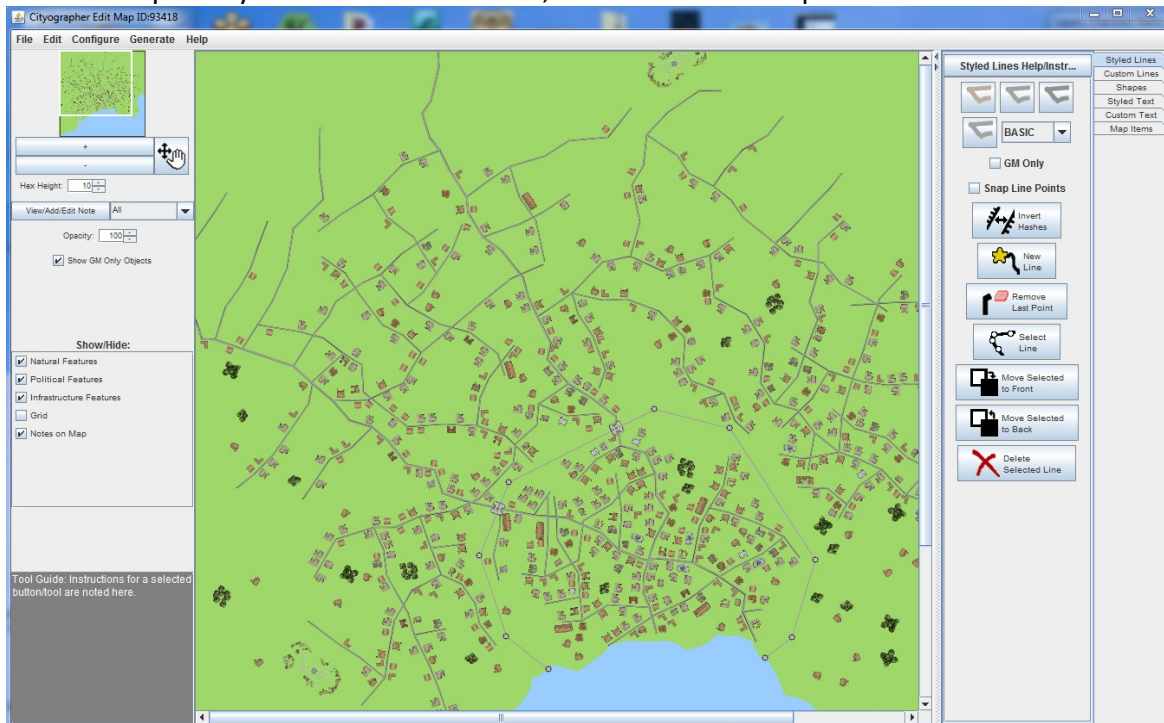 Cityographer Edit Map ID:93418
File Edit Configure Generate Help
+
-
Hex Height: 10
View/Add/Edit Note All
Opacity: 100
Show GM Only Objects
Show/Hide:
Natural Features
Political Features
Infrastructure Features
Grid
Notes on Map
Tool Guide: Instructions for a selected
button/tool are noted here.
Styled Lines Help/Instr...
BASIC
GM Only
Snap Line Points
Invert
Hashes
New
Line
Remove
Last Point
Select
Line
Move Selected
to Front
Move Selected
to Back
Delete
Selected Line
Styled Lines
Custom Lines
Shapes
Styled Text
Custom Text
Map Items